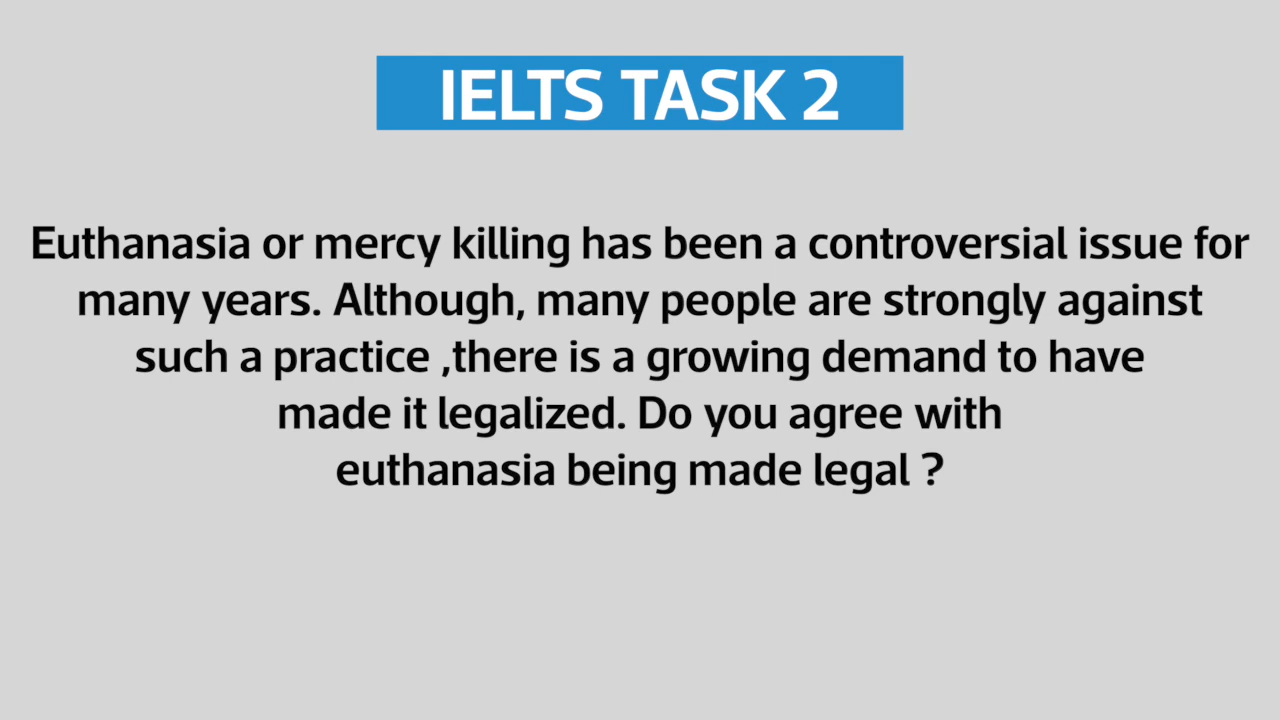 IELTS TASK 2
Euthanasia or mercy killing has been a controversial issue for
many years. Although, many people are strongly against
such a practice ,there is a growing demand to have
made it legalized. Do you agree with
euthanasia being made legal ?